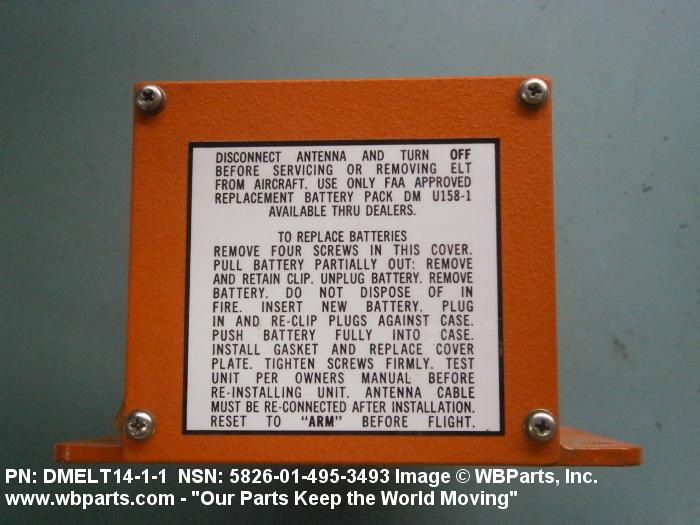 DISCONNECT ANTENNA AND TURN OFF
BEFORE SERVICING OR REMOVING ELT
FROM AIRCRAFT. USE ONLY FAA APPROVED
REPLACEMENT BATTERY PACK DM U158-1
AVAILABLE THRU DEALERS.
TO REPLACE BATTERIES
REMOVE FOUR SCREWS IN THIS COVER.
PULL BATTERY PARTIALLY OUT: REMOVE
AND RETAIN CLIP. UNPLUG BATTERY. REMOVE
BATTERY. DO NOT DISPOSE OF IN
FIRE. INSERT NEW BATTERY. PLUG
IN AND RE-CLIP PLUGS AGAINST CASE.
PUSH BATTERY FULLY INTO CASE.
INSTALL GASKET AND REPLACE COVER
PLATE. TIGHTEN SCREWS FIRMLY. TEST
UNIT PER OWNERS MANUAL BEFORE
RE-INSTALLING UNIT. ANTENNA CABLE
MUST BE RE-CONNECTED AFTER INSTALLATION.
RESET TO "ARM" BEFORE FLIGHT.
PN: DMELT14-1-1 NSN: 5826-01-495-3493 Image © WBParts, Inc.
www.wbparts.com - "Our Parts Keep the World Moving"